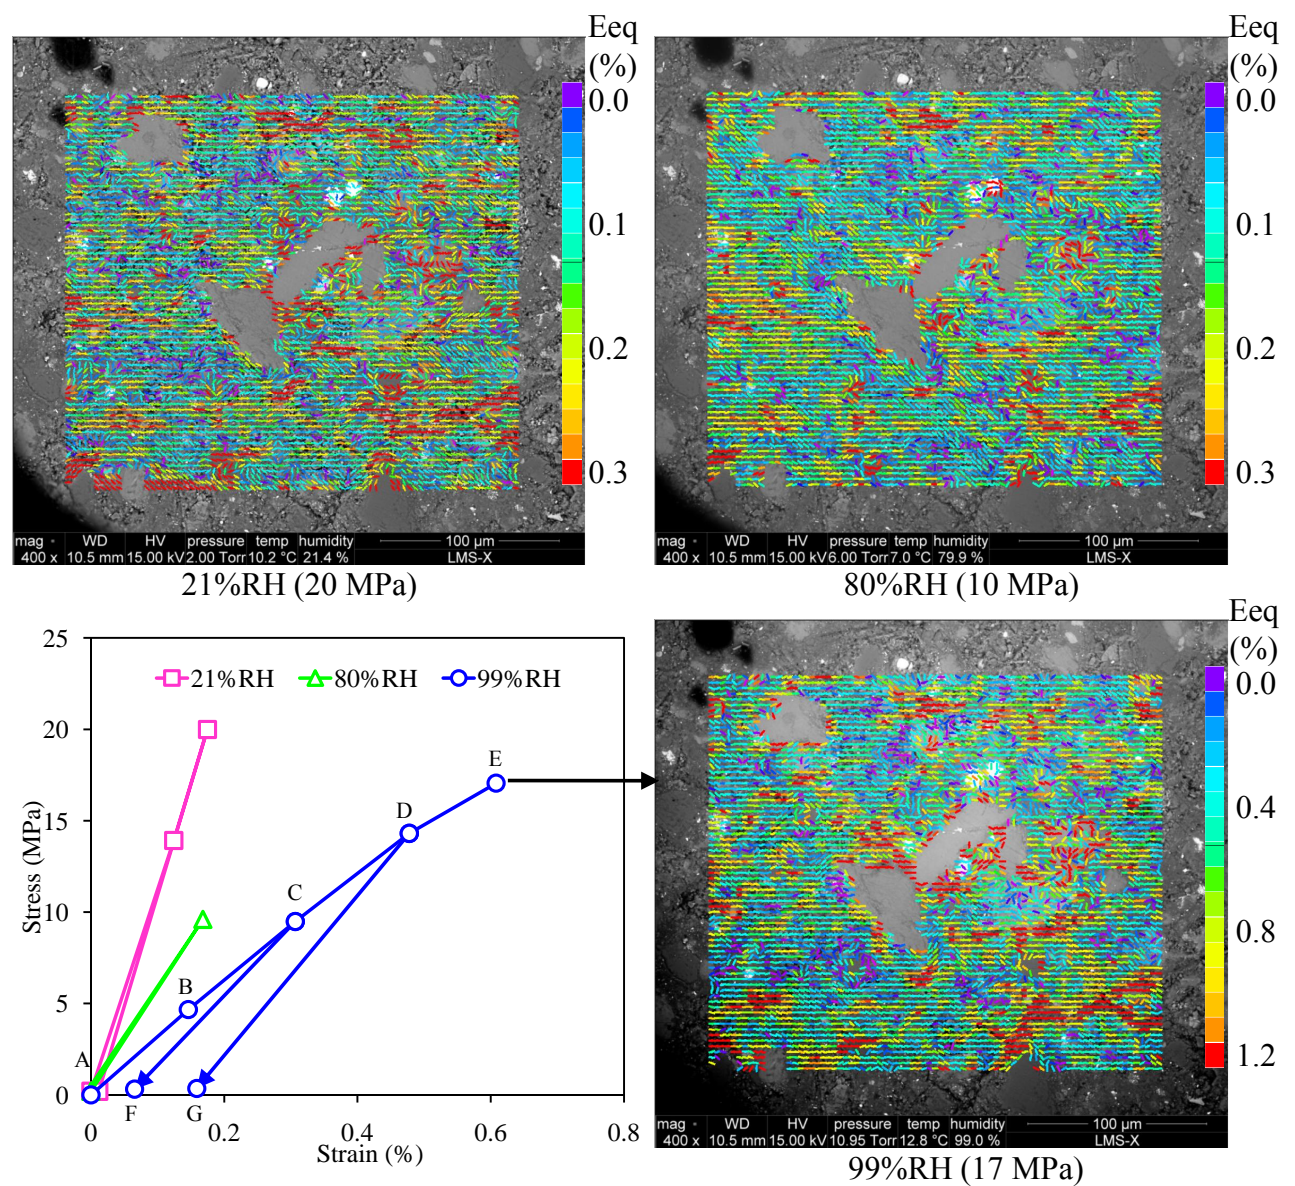 Eeq
(%)
0.0
0.1
0.2
0.3
mag WD HV pressure temp humidity 100 µm
400 x 10.5 mm 15.00 kV 2.00 Torr 10.2 °C 21.4 % LMS-X
21%RH (20 MPa)
Eeq
(%)
0.0
0.1
0.2
0.3
mag WD HV pressure temp humidity 100 µm
400 x 10.5 mm 15.00 kV 6.00 Torr 7.0 °C 79.9 % LMS-X
80%RH (10 MPa)
25
20
15
10
5
0
Stress (MPa)
21%RH 80%RH 99%RH
A
B
C
D
E
F
G
0 0.2 0.4 0.6 0.8
Strain (%)
Eeq
(%)
0.0
0.4
0.8
1.2
mag WD HV pressure temp humidity 100 µm
400 x 10.5 mm 15.00 kV 10.95 Torr 12.8 °C 99.0 % LMS-X
99%RH (17 MPa)